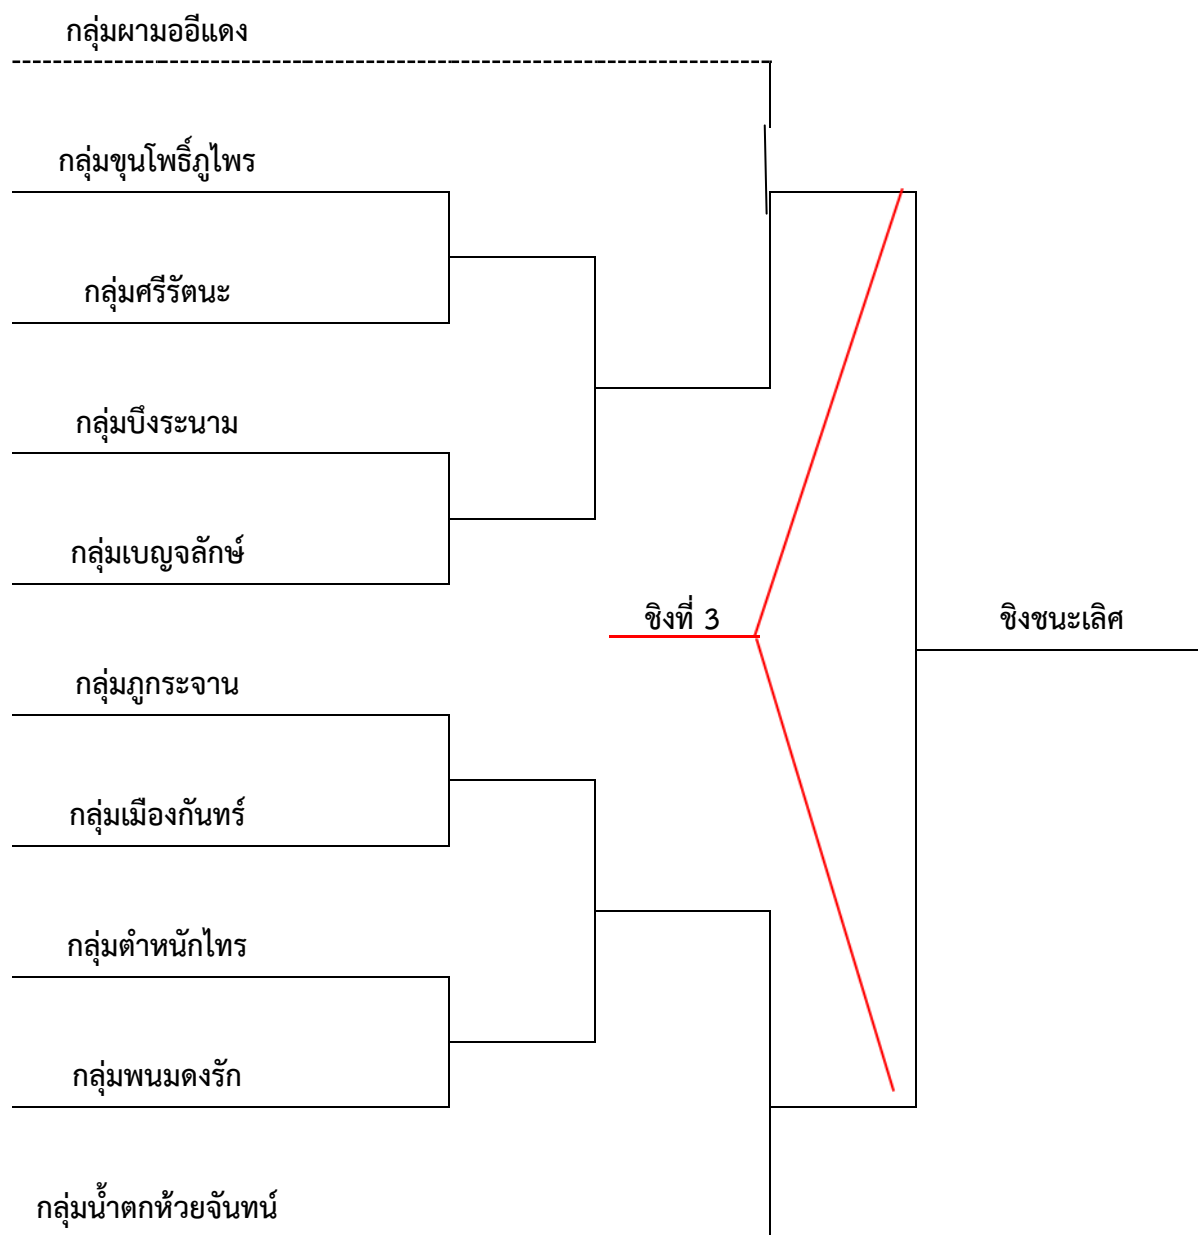 กลุ่มผามออีแดง
กลุ่มขุนโพธิ์ภูไพร
กลุ่มศรีรัตนะ
กลุ่มบึงระนาม
กลุ่มเบญจลักษ์
ชิงที่ 3
ชิงชนะเลิศ
กลุ่มภูกระจาน
กลุ่มเมืองกันทร์
กลุ่มตำหนักไทร
กลุ่มพนมดงรัก
กลุ่มน้ำตกห้วยจันทน์